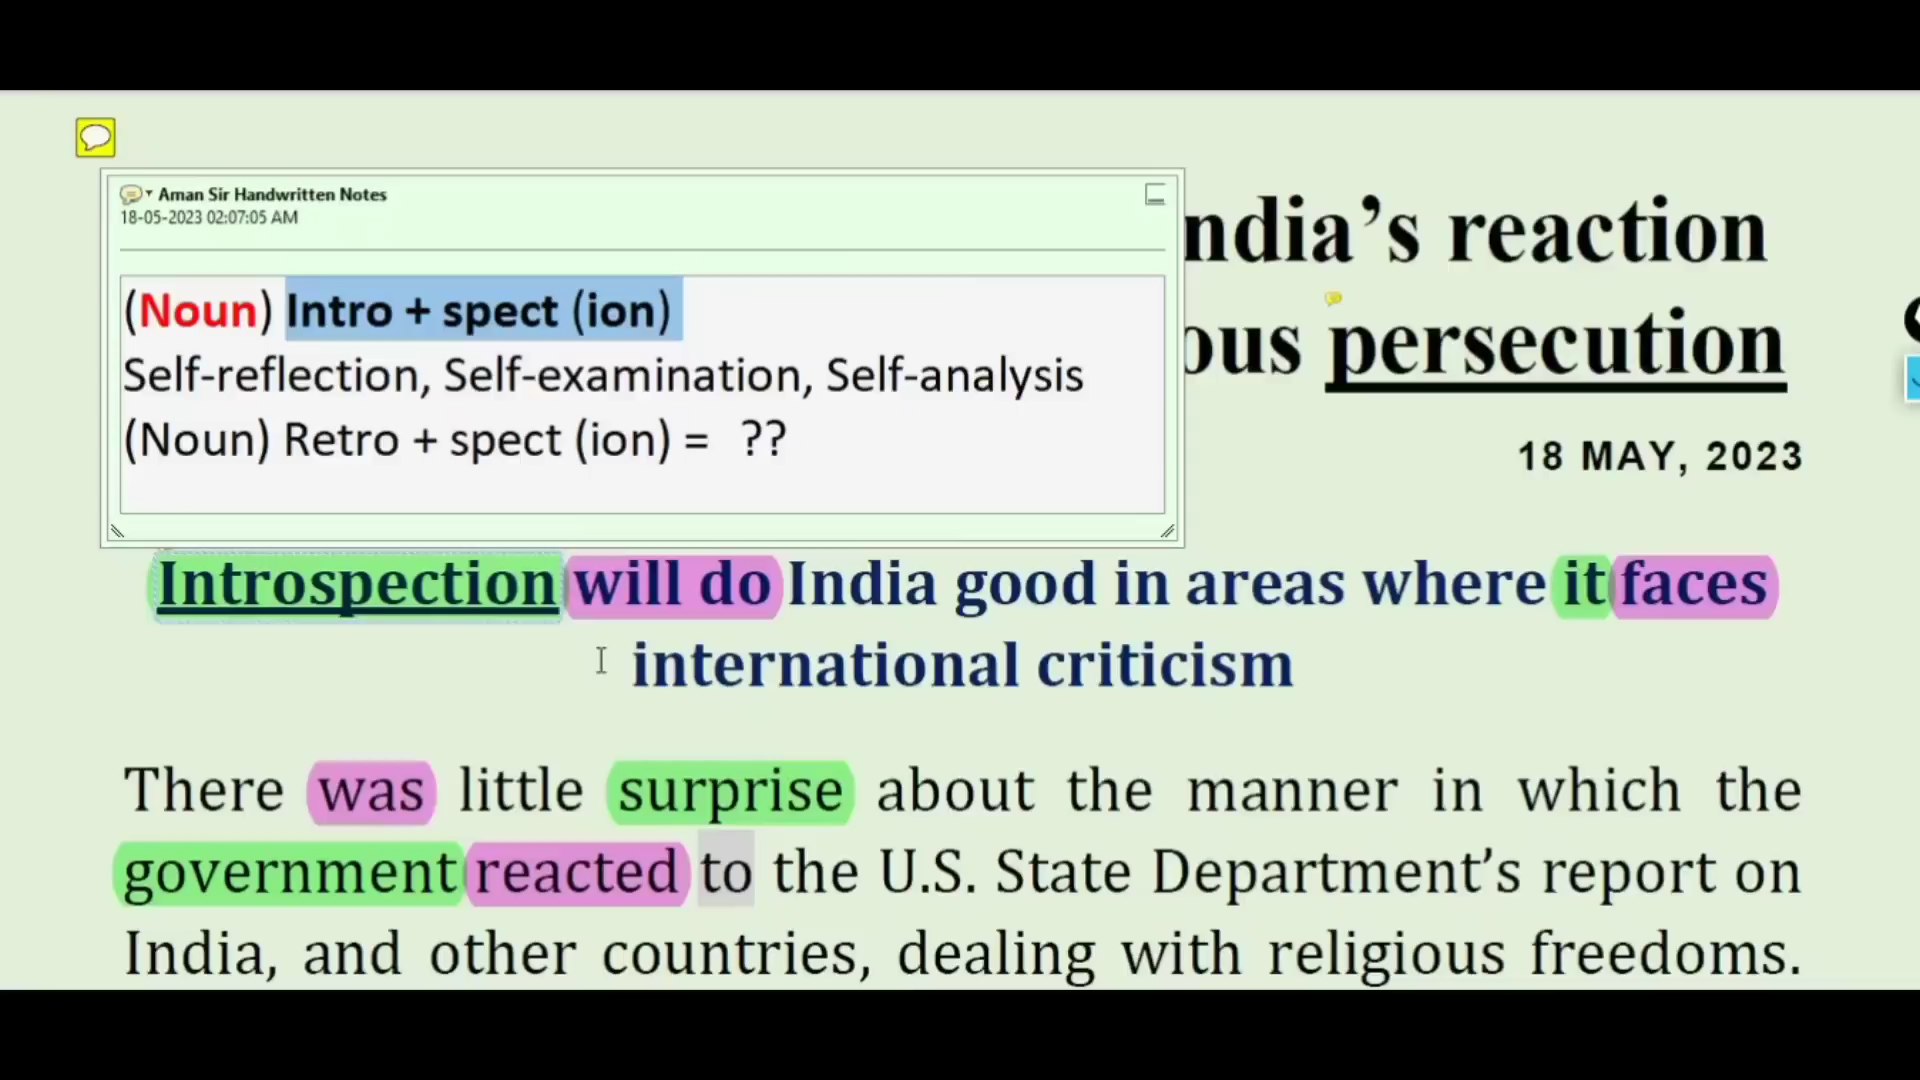 Aman Sir Handwritten Notes
18-05-2023 02:07:05 AM
(Noun) Intro + spect (ion)
Self-reflection, Self-examination, Self-analysis
(Noun) Retro + spect (ion) = ??
ndia’s reaction
ous persecution
18 MAY, 2023
Introspection will do India good in areas where it faces
international criticism
There was little surprise about the manner in which the
government reacted to the U.S. State Department’s report on
India, and other countries, dealing with religious freedoms.